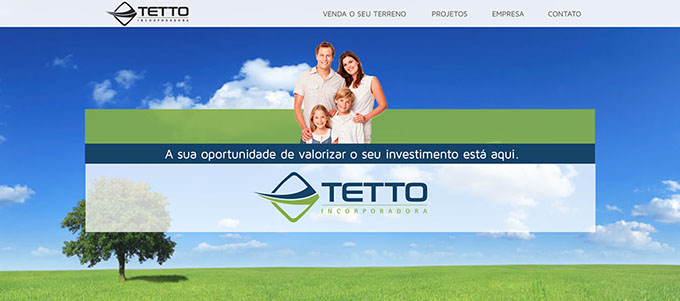 TETTO
INCORPORADORA
VENDA O SEU TERRENO PROJETOS EMPRESA CONTATO
A sua oportunidade de valorizar o seu investimento está aqui.
TETTO
INCORPORADORA